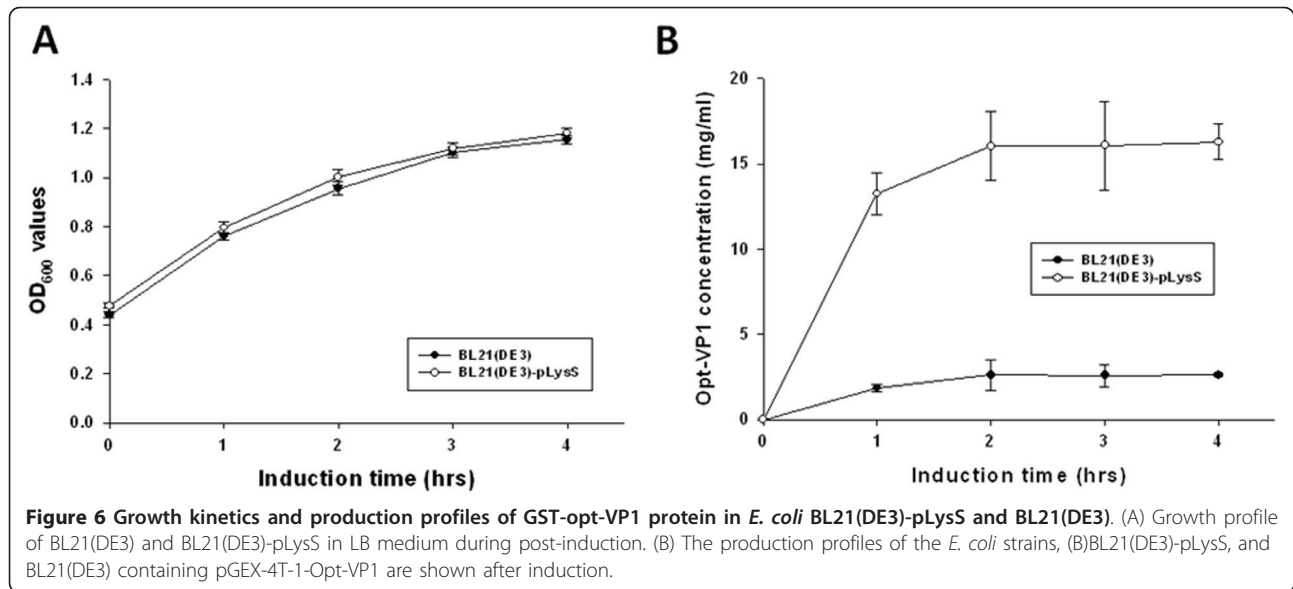 A
1.4
1.2
1.0
0.8
0.6
0.4
0.2
0.0
OD600 values
BL21(DE3)
BL21(DE3)-pLysS
0 1 2 3 4
Induction time (hrs)
B
20
15
10
5
0
Opt-VP1 concentration (mg/ml)
BL21(DE3)
BL21(DE3)-pLysS
0 1 2 3 4
Induction time (hrs)
Figure 6 Growth kinetics and production profiles of GST-opt-VP1 protein in E. coli BL21(DE3)-pLysS and BL21(DE3). (A) Growth profile
of BL21(DE3) and BL21(DE3)-pLysS in LB medium during post-induction. (B) The production profiles of the E. coli strains, (B)BL21(DE3)-pLysS, and
BL21(DE3) containing pGEX-4T-1-Opt-VP1 are shown after induction.